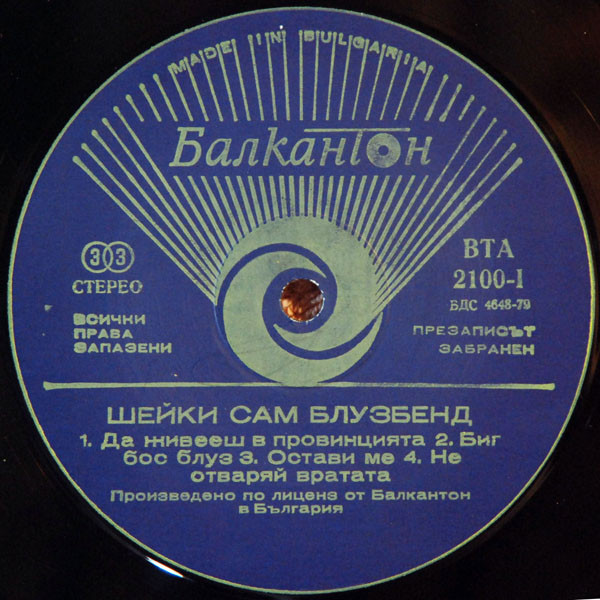 MADE IN BULGARIA
Балкантон
33
СТЕРЕО
ВТА
2100-I
БДС 4648-79
ВСИЧКИ
ПРАВА
ЗАПАЗЕНИ
ПРЕЗАПИСЪТ
ЗАБРАНЕН
ШЕЙКИ САМ БЛУЗБЕНД
1. Да живееш в провинцията 2. Биг
бос блуз 3. Остави ме 4. Не
отваряй вратата
Произведено по лиценз от Балкантон
в България